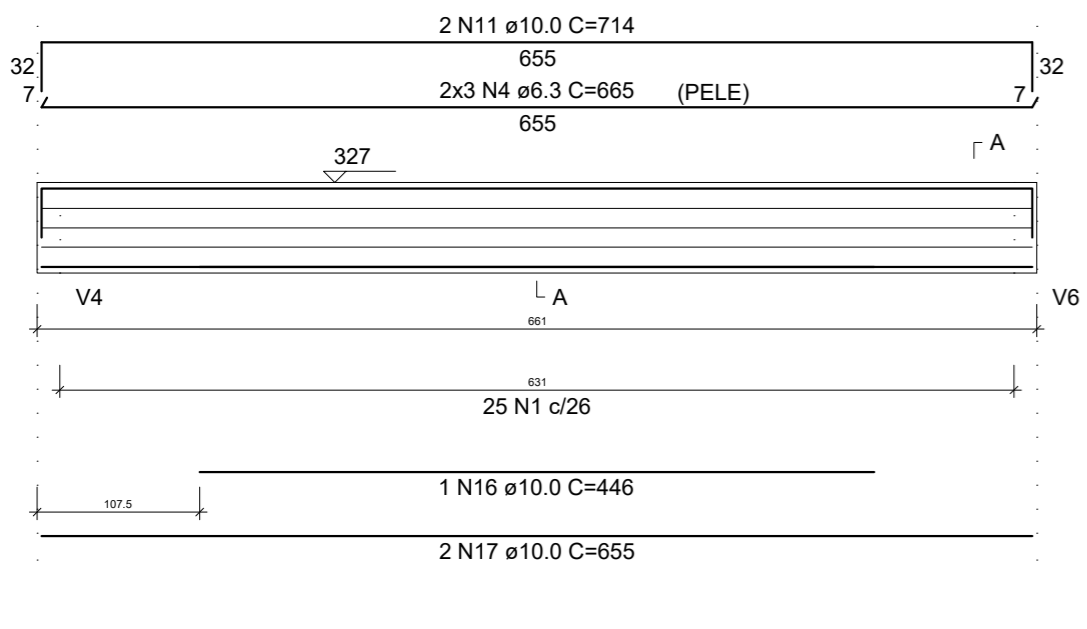 2 N11 ø10.0 C=714
655
32 32
7 2x3 N4 ø6.3 C=665 (PELE) 7
655
A
327
V4 A V6
661
631
25 N1 c/26
1 N16 ø10.0 C=446
107.5
2 N17 ø10.0 C=655